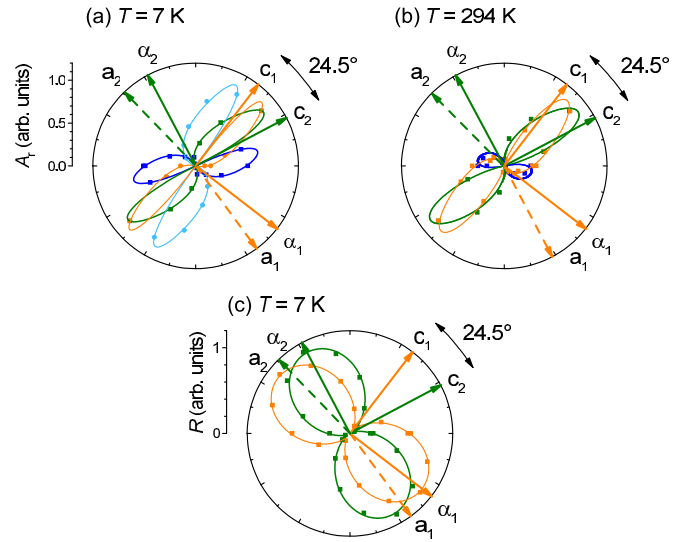 (a) T = 7 K
(b) T = 294 K
α₂
a₂
c₁
24.5°
c₂
α₁
a₁
1.0
0.5
0.0
Aᵣ (arb. units)
α₂
a₂
c₁
24.5°
c₂
α₁
a₁
(c) T = 7 K
α₂
a₂
c₁
24.5°
c₂
α₁
a₁
1
0
R (arb. units)